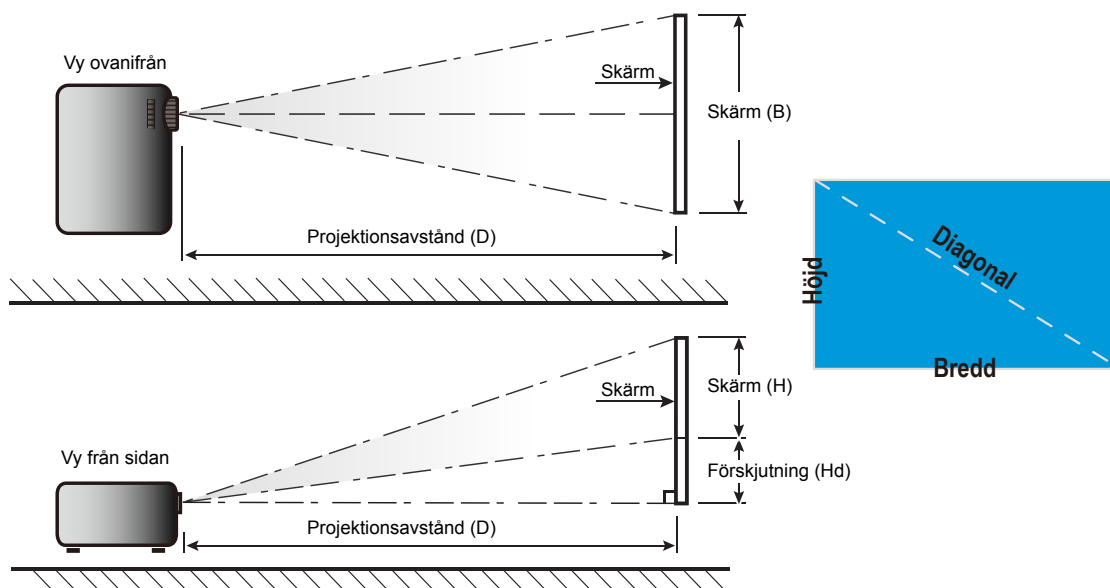 Vy ovanifrån
Skärm
Skärm (B)
Projektionsavstånd (D)
Höjd
Diagonal
Bredd
Vy från sidan
Skärm
Skärm (H)
Förskjutning (Hd)
Projektionsavstånd (D)